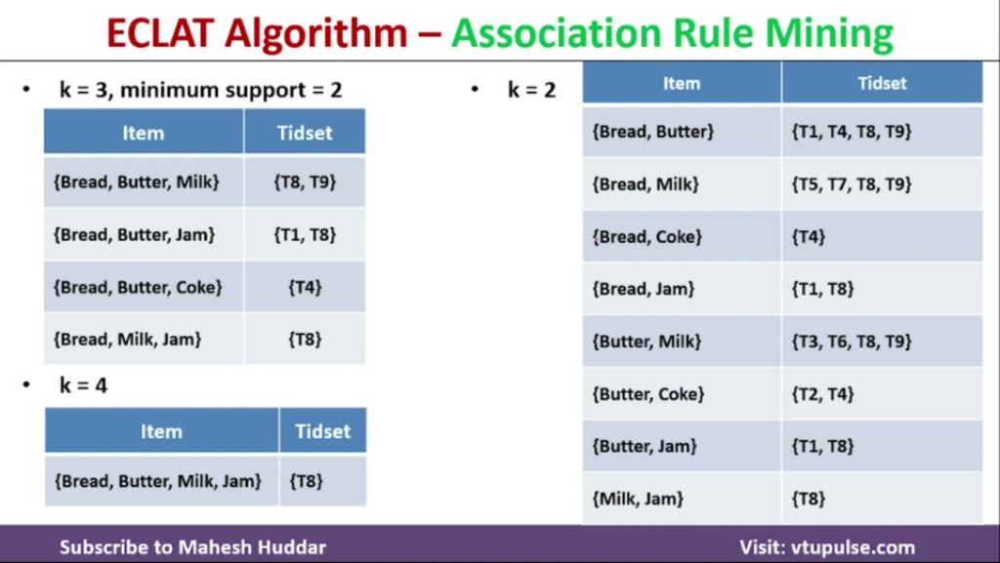 ECLAT Algorithm – Association Rule Mining
• k = 3, minimum support = 2
Item Tidset
{Bread, Butter, Milk} {T8, T9}
{Bread, Butter, Jam} {T1, T8}
{Bread, Butter, Coke} {T4}
{Bread, Milk, Jam} {T8}
• k = 4
Item Tidset
{Bread, Butter, Milk, Jam} {T8}
• k = 2
Item Tidset
{Bread, Butter} {T1, T4, T8, T9}
{Bread, Milk} {T5, T7, T8, T9}
{Bread, Coke} {T4}
{Bread, Jam} {T1, T8}
{Butter, Milk} {T3, T6, T8, T9}
{Butter, Coke} {T2, T4}
{Butter, Jam} {T1, T8}
{Milk, Jam} {T8}
Subscribe to Mahesh Huddar Visit: vtupulse.com